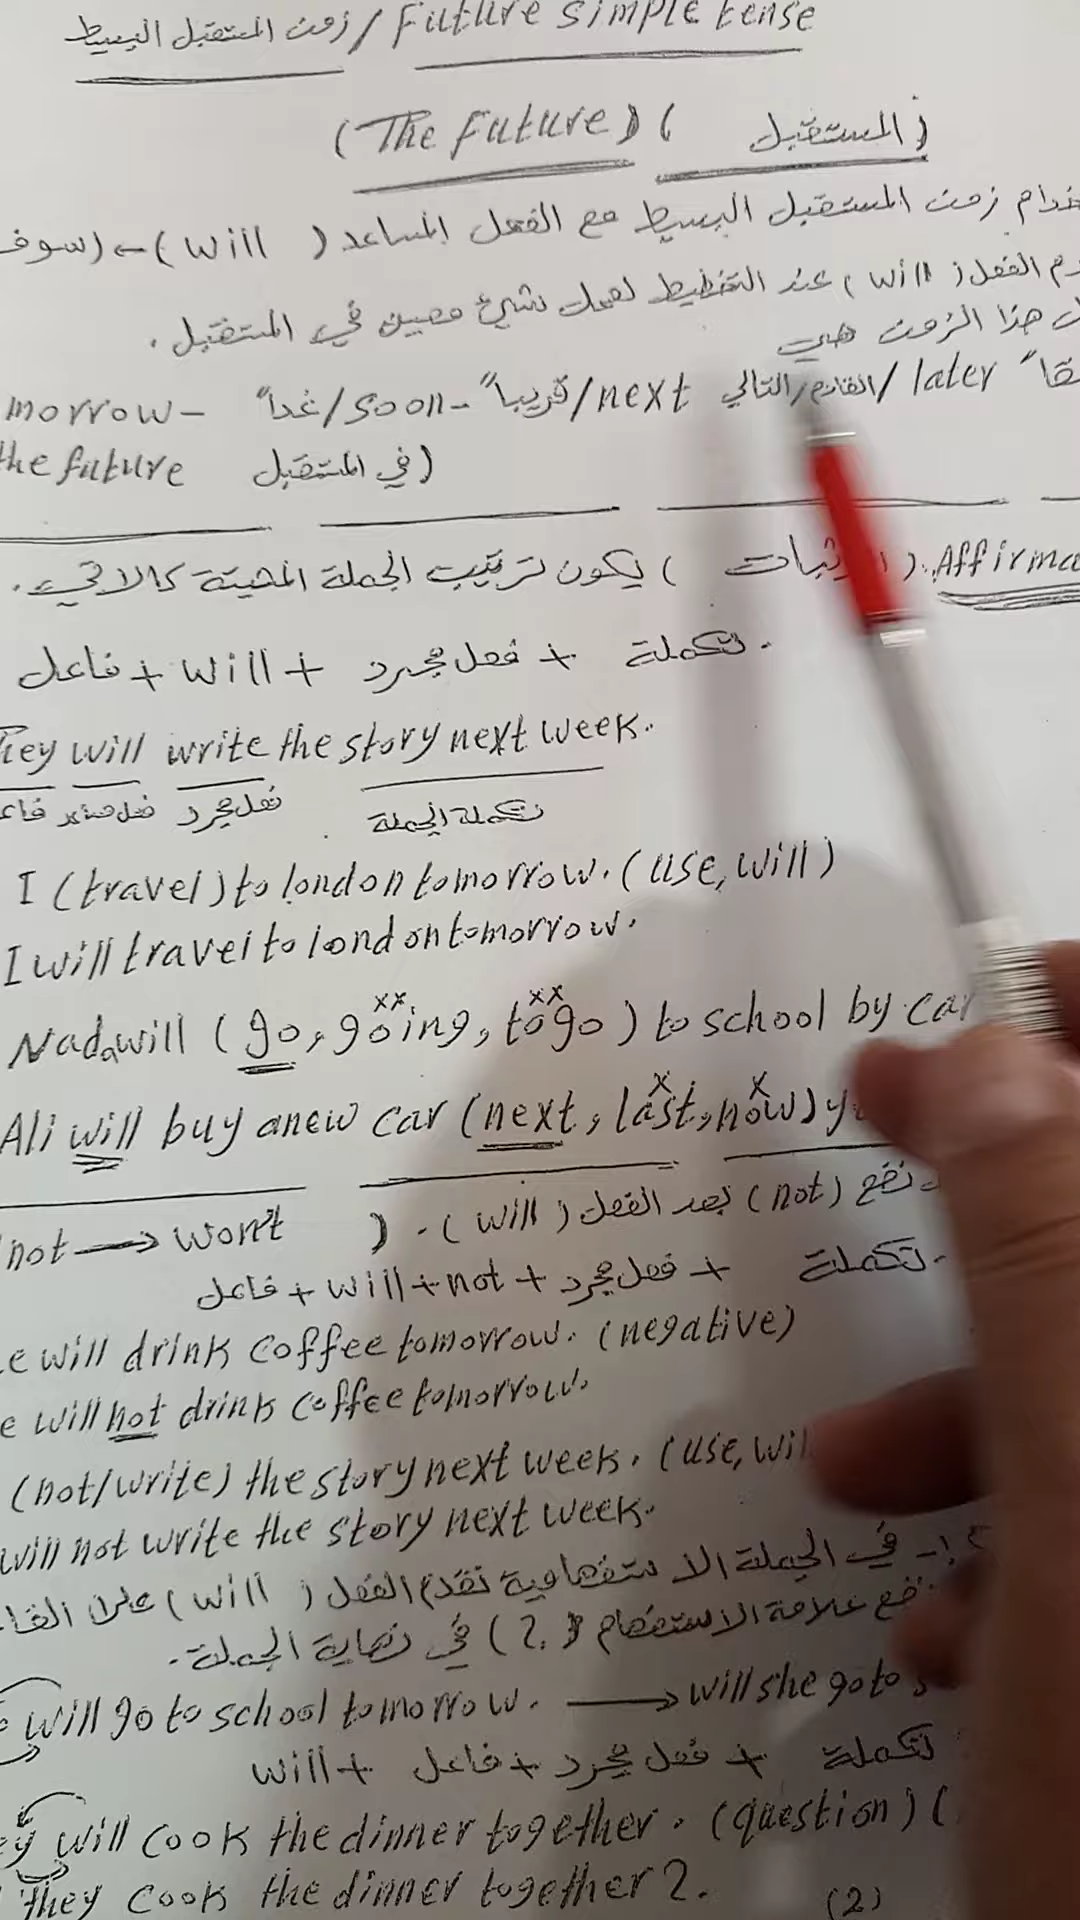 زمن المستقبل البسيط / Future simple tense
(The Future) (المستقبل)
زمن المستقبل البسيط مع الفعل المساعد (will) ← (سوف
الفعل (will) عند التخطيط لعمل شيء معين في المستقبل.
هذا الزمن هي
morrow - غداً / soon - قريباً / next التالي / القادم / later
the future في المستقبل)
(الإثبات) يكون ترتيب الجملة المثبتة كالاتي. Affirma
فاعل + will + فعل مجرد + تكملة.
They will write the story next week.
فعل مساعد فعل مجرد تكملة الجملة
I (travel) to london tomorrow. (use, will)
I will travel to london tomorrow.
Nada will (go, going, to go) to school by car
Ali will buy a new car (next, last, now) y
نضع (not) بعد الفعل (will). ( not → won't
فاعل + will + not + فعل مجرد + تكملة.
e will drink coffee tomorrow. (negative)
e will not drink coffee tomorrow.
(not/write) the story next week. (use, wil
will not write the story next week.
في الجملة الاستفهامية نقدم الفعل (will) على الفا
علامة الاستفهام (?) في نهاية الجملة.
will go to school tomorrow. → will she go to s
will + فاعل + فعل مجرد + تكملة
ey will cook the dinner together. (question) (
they cook the dinner together?
(2)